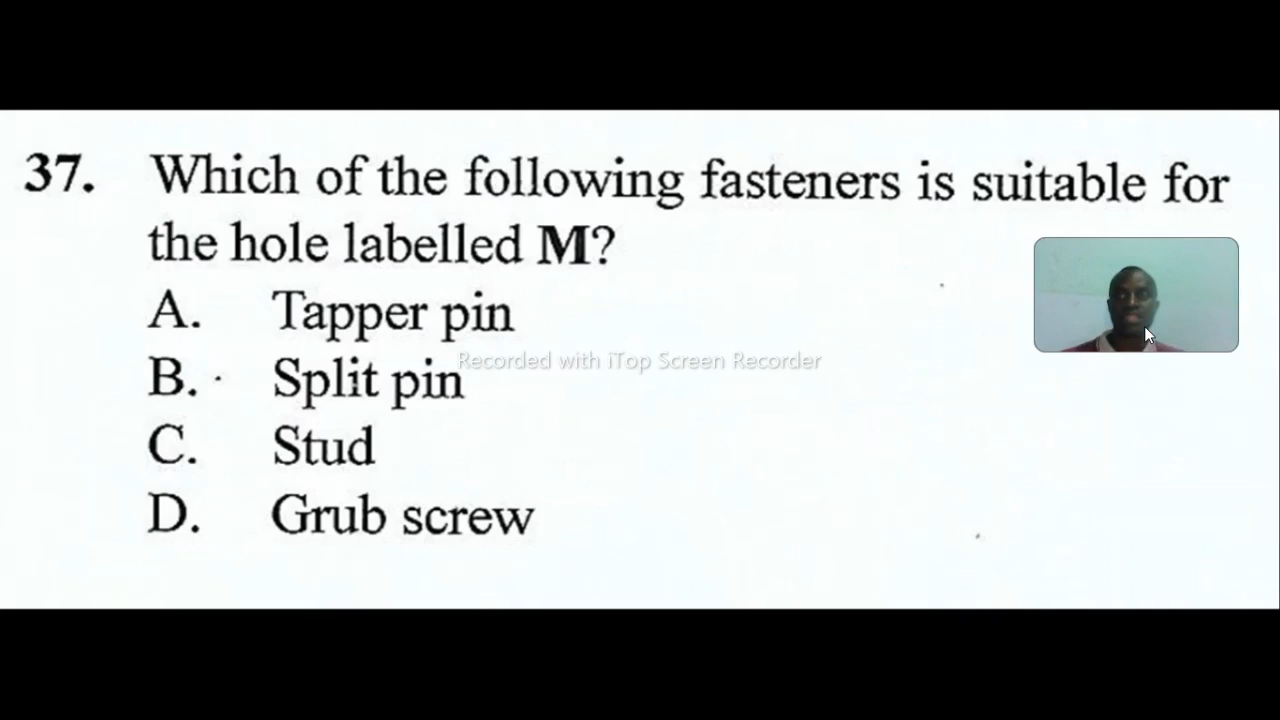 37. Which of the following fasteners is suitable for
the hole labelled M?
A. Tapper pin
B. Split pin
C. Stud
D. Grub screw
Recorded with iTop Screen Recorder